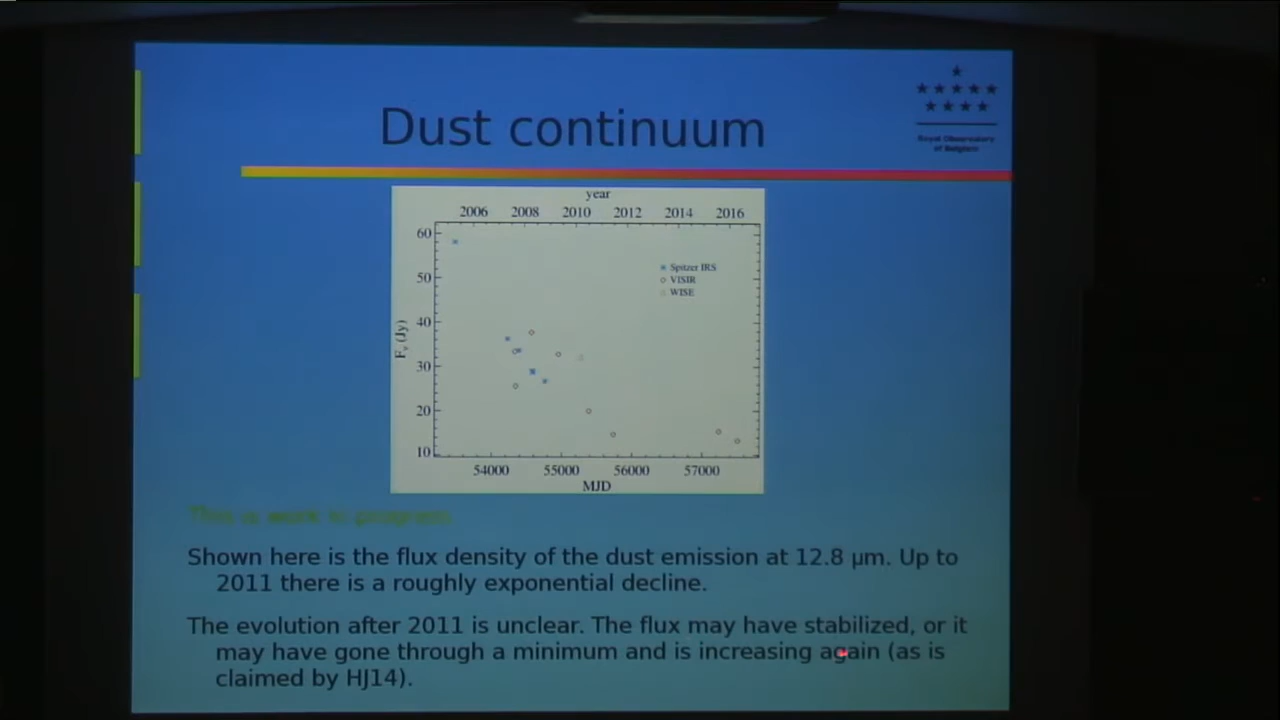 Dust continuum
Royal Observatory
of Belgium
year
2006 2008 2010 2012 2014 2016
60
50
40
30
20
10
Fν (Jy)
Spitzer IRS
VISIR
WISE
54000 55000 56000 57000
MJD
This is work in progress.
Shown here is the flux density of the dust emission at 12.8 μm. Up to
2011 there is a roughly exponential decline.
The evolution after 2011 is unclear. The flux may have stabilized, or it
may have gone through a minimum and is increasing again (as is
claimed by HJ14).